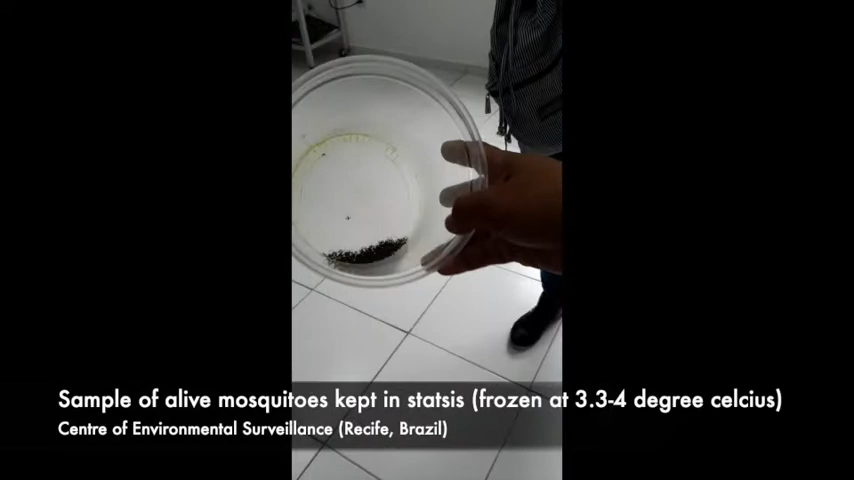 Sample of alive mosquitoes kept in statsis (frozen at 3.3-4 degree celcius)
Centre of Environmental Surveillance (Recife, Brazil)